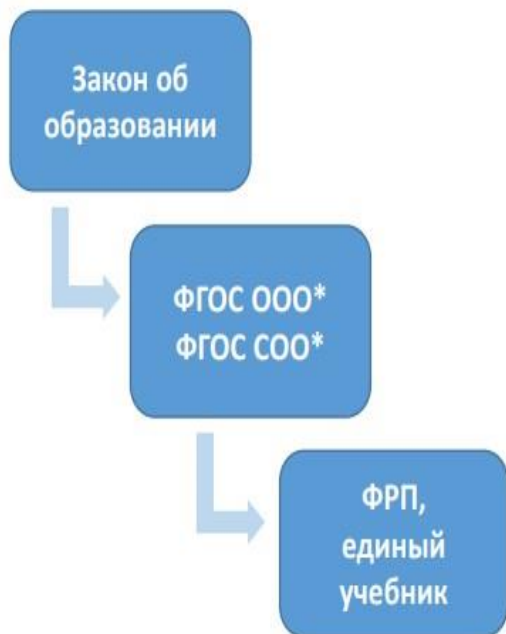 Закон об
образовании
ФГОС ООО*
ФГОС СОО*
ФРП,
единый
учебник